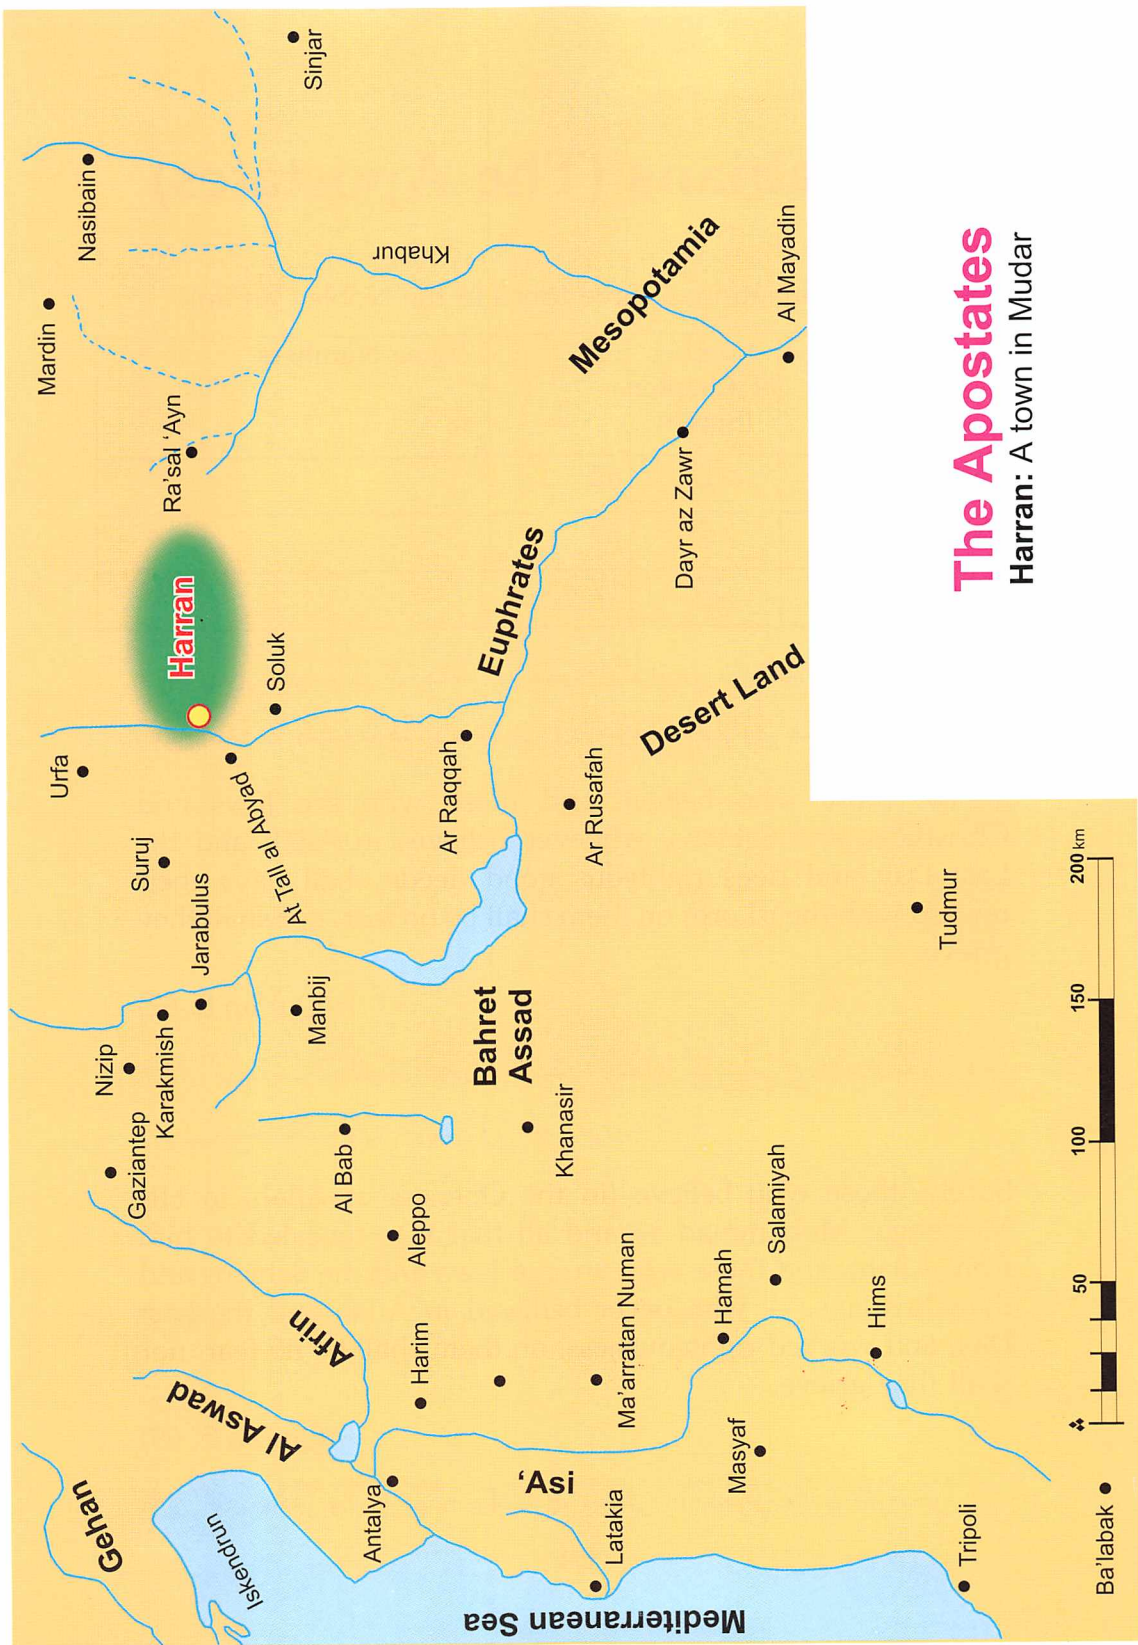 Mardin
Nasibain
Sinjar
Urfa
Suruj
Ra'sal 'Ayn
Harran
Soluk
Khabur
Nizip
Gaziantep
Karakmish
Jarabulus
At Tall al Abyad
Manbij
Al Bab
Aleppo
Gehan
Al Aswad
Afrin
Iskendrun
Harim
Antalya
Bahret
Assad
Khanasir
Ar Raqqah
Euphrates
Ar Rusafah
Mesopotamia
Dayr az Zawr
Al Mayadin
Desert Land
'Asi
Latakia
Ma'arratan Numan
Mediterranean Sea
Hamah
Masyaf
Salamiyah
Hims
Tudmur
Tripoli
Ba'labak
50
100
150
200 km
The Apostates
Harran: A town in Mudar